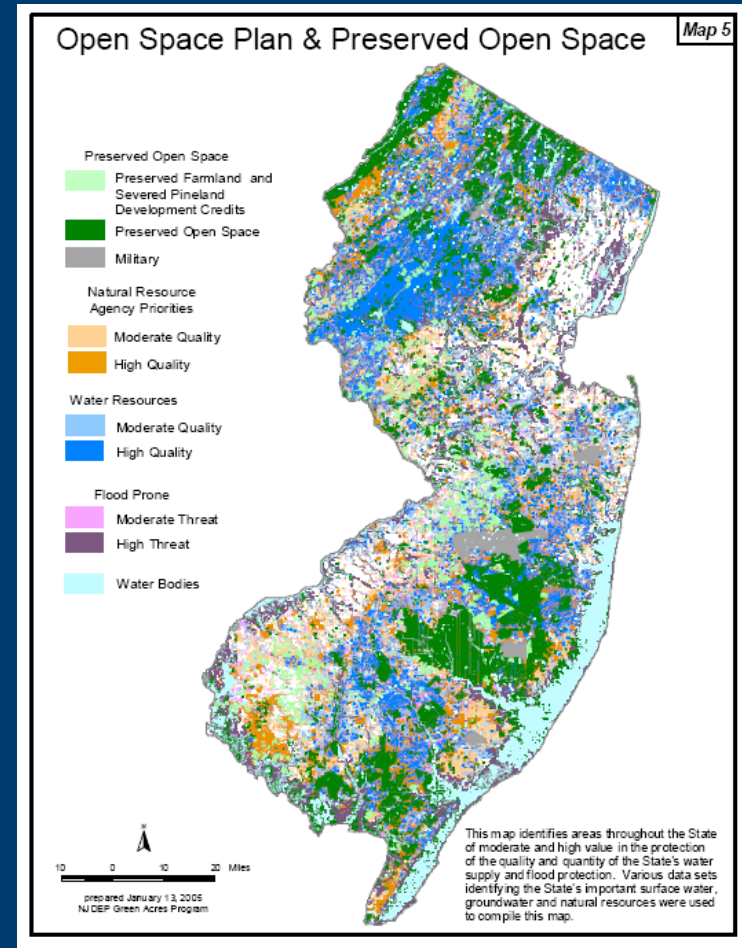 Open Space Plan & Preserved Open Space
Map 5
Preserved Open Space
Preserved Farmland and
Severed Pineland
Development Credits
Preserved Open Space
Military
Natural Resource
Agency Priorities
Moderate Quality
High Quality
Water Resources
Moderate Quality
High Quality
Flood Prone
Moderate Threat
High Threat
Water Bodies
N
10 0 10 20 Miles
prepared January 13, 2005
NJDEP Green Acres Program
This map identifies areas throughout the State
of moderate and high value in the protection
of the quality and quantity of the State's water
supply and flood protection. Various data sets
identifying the State's important surface water,
groundwater and natural resources were used
to compile this map.